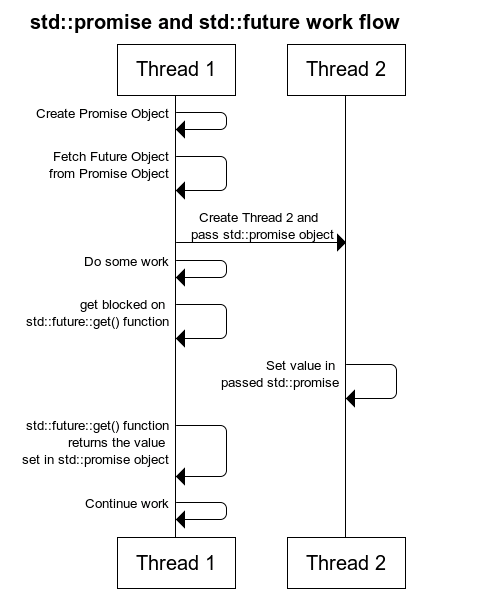 std::promise and std::future work flow
Thread 1
Thread 2
Create Promise Object
Fetch Future Object
from Promise Object
Create Thread 2 and
pass std::promise object
Do some work
get blocked on
std::future::get() function
Set value in
passed std::promise
std::future::get() function
returns the value
set in std::promise object
Continue work
Thread 1
Thread 2